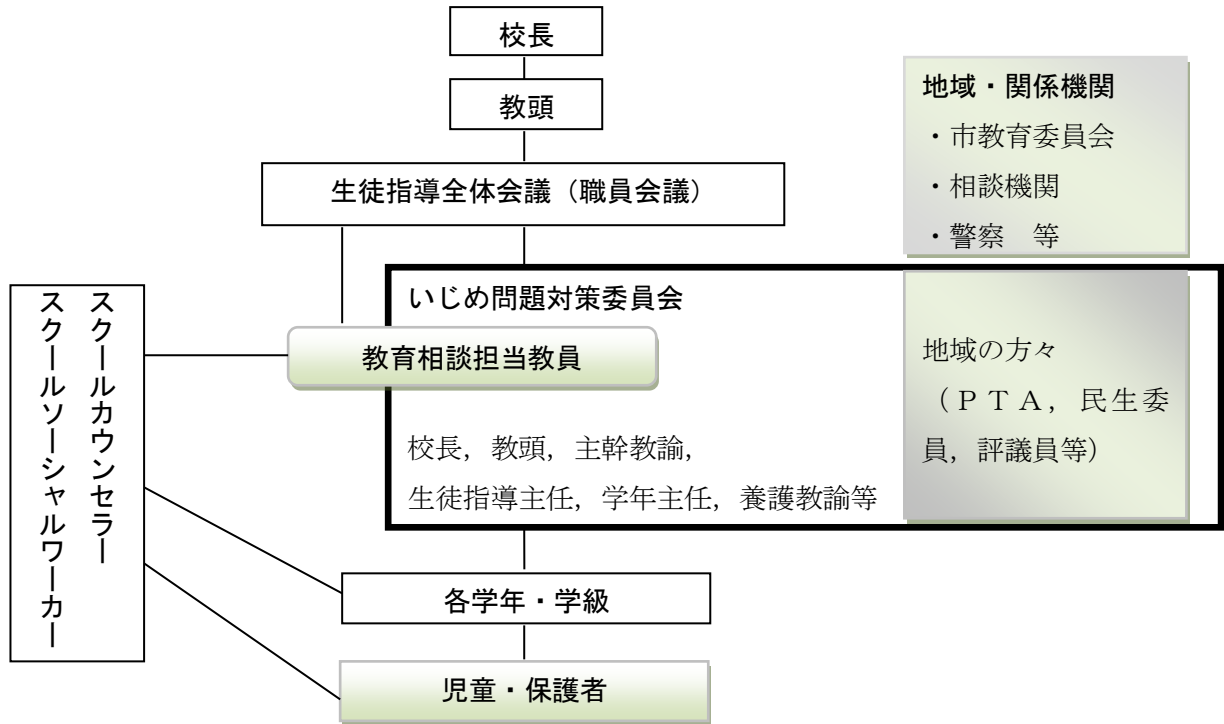 校長
教頭
生徒指導全体会議（職員会議）
地域・関係機関
・市教育委員会
・相談機関
・警察　等
スクールカウンセラー
スクールソーシャルワーカー
いじめ問題対策委員会
教育相談担当教員
校長，教頭，主幹教諭，
生徒指導主任，学年主任，養護教諭等
地域の方々
（ＰＴＡ，民生委
員，評議員等）
各学年・学級
児童・保護者